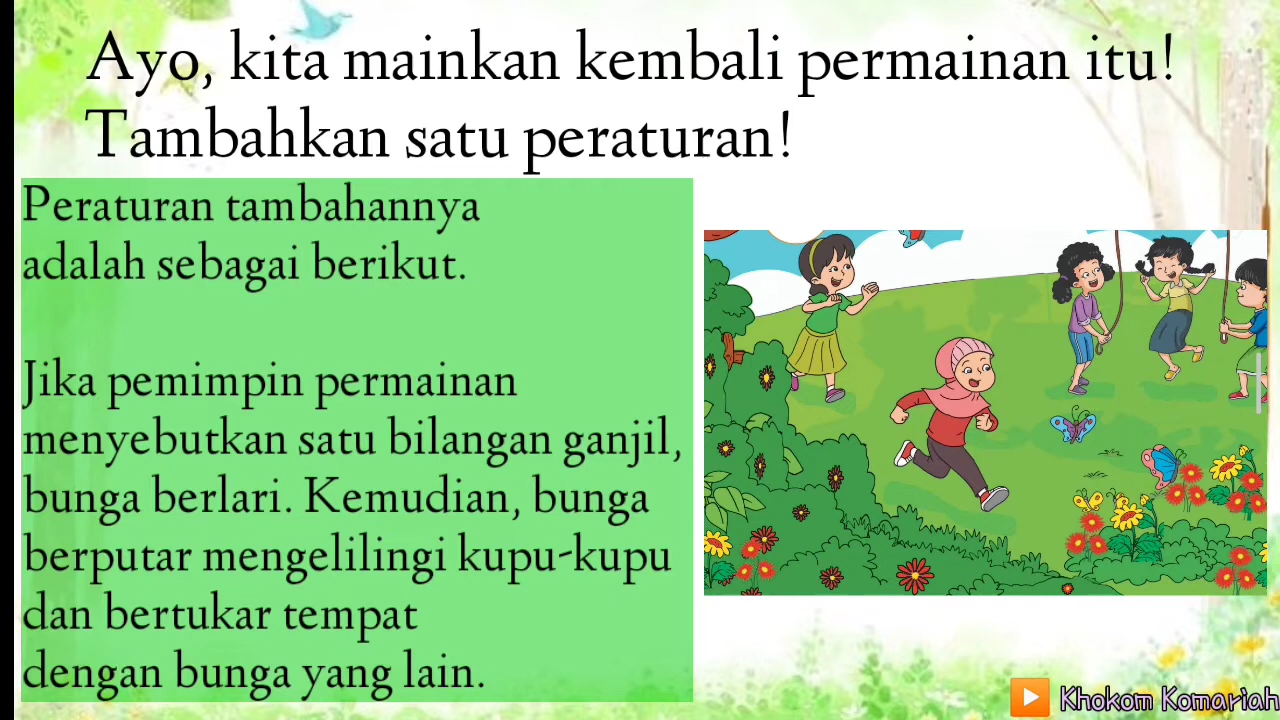 Ayo, kita mainkan kembali permainan itu!
Tambahkan satu peraturan!
Peraturan tambahannya
adalah sebagai berikut.
Jika pemimpin permainan
menyebutkan satu bilangan ganjil,
bunga berlari. Kemudian, bunga
berputar mengelilingi kupu-kupu
dan bertukar tempat
dengan bunga yang lain.
Khokom Komariah